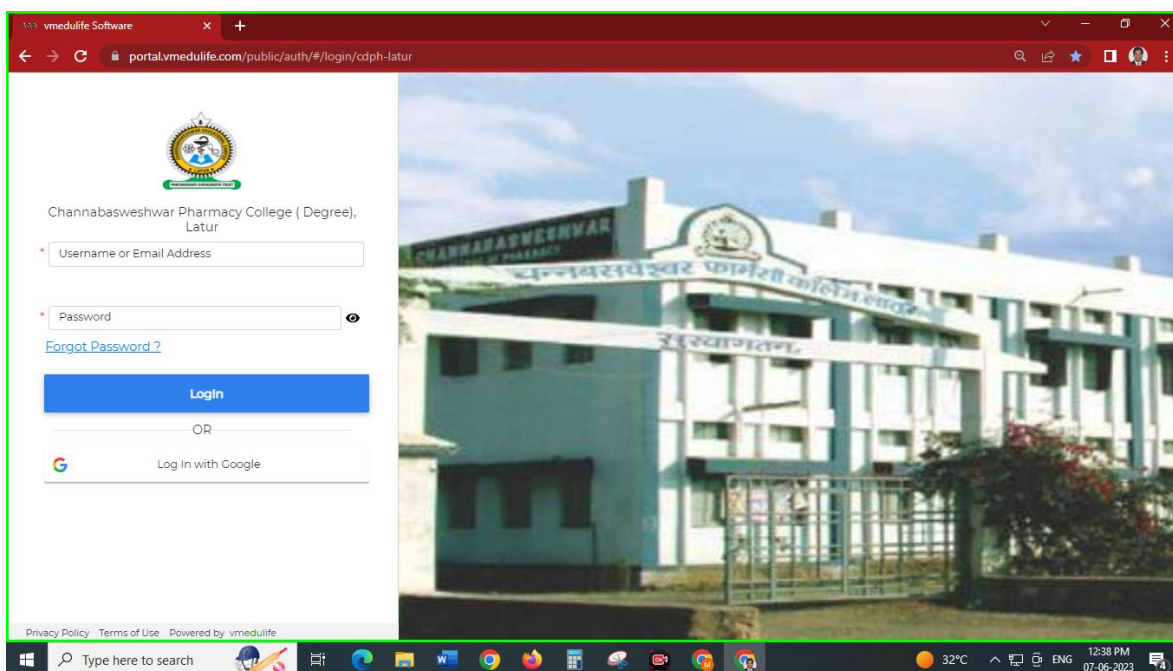 vmedulife Software
portal.vmedulife.com/public/auth/#/login/cdph-latur
Channabasweshwar Pharmacy College ( Degree),
Latur
* Username or Email Address
* Password
Forgot Password ?
Login
OR
Log In with Google
Privacy Policy Terms of Use Powered by vmedulife
CHANNABASWESHWAR
OF PHARMACY
चन्नबसवेश्वर फार्मसी कॉलेज लातूर
सुस्वागतम.
Type here to search
32°C
ENG
12:38 PM
07-06-2023